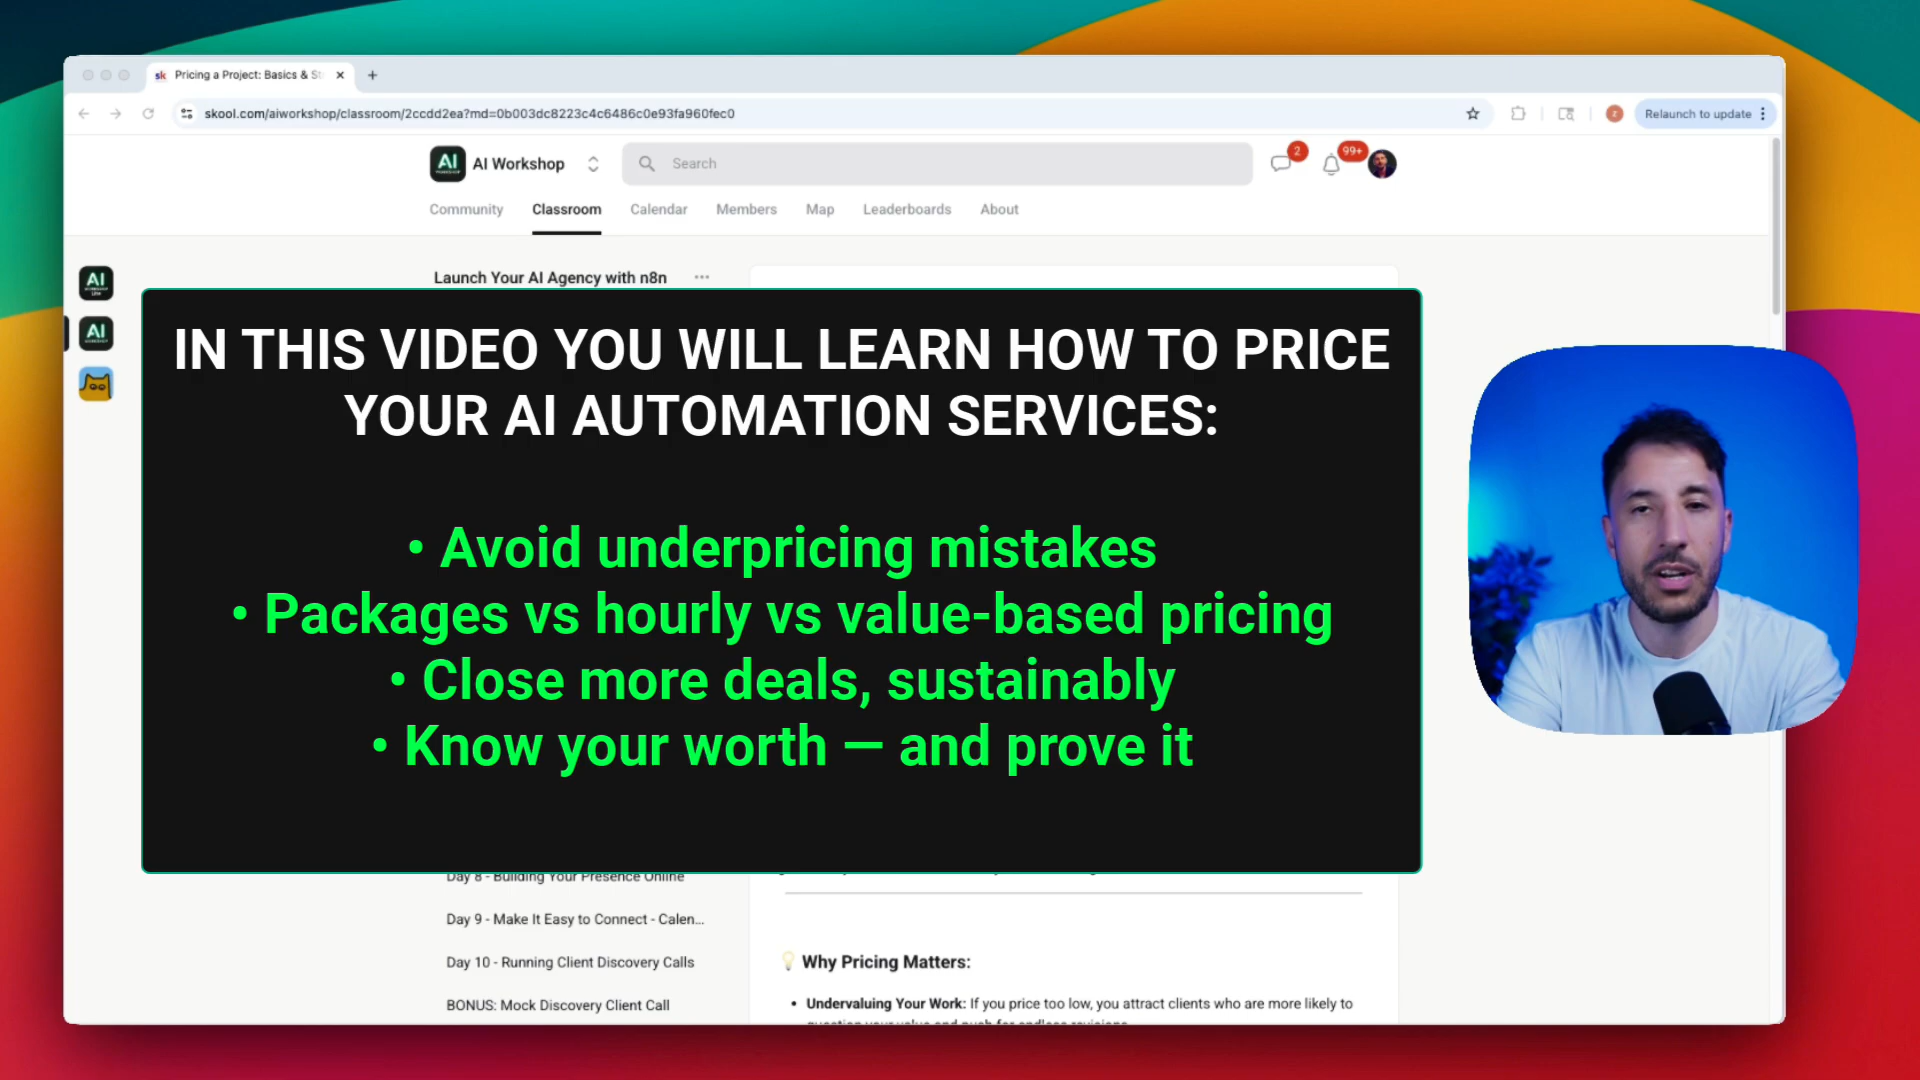 sk Pricing a Project: Basics & St
skool.com/aiworkshop/classroom/2ccdd2ea?md=0b003dc8223c4c6486c0e93fa960fec0
Relaunch to update
AI
AI Workshop
Search
2
99+
Community Classroom Calendar Members Map Leaderboards About
Launch Your AI Agency with n8n
AI
AI
IN THIS VIDEO YOU WILL LEARN HOW TO PRICE
YOUR AI AUTOMATION SERVICES:
• Avoid underpricing mistakes
• Packages vs hourly vs value-based pricing
• Close more deals, sustainably
• Know your worth — and prove it
Day 8 - Building Your Presence Online
Day 9 - Make It Easy to Connect - Calen...
Day 10 - Running Client Discovery Calls
BONUS: Mock Discovery Client Call
Why Pricing Matters:
• Undervaluing Your Work: If you price too low, you attract clients who are more likely to